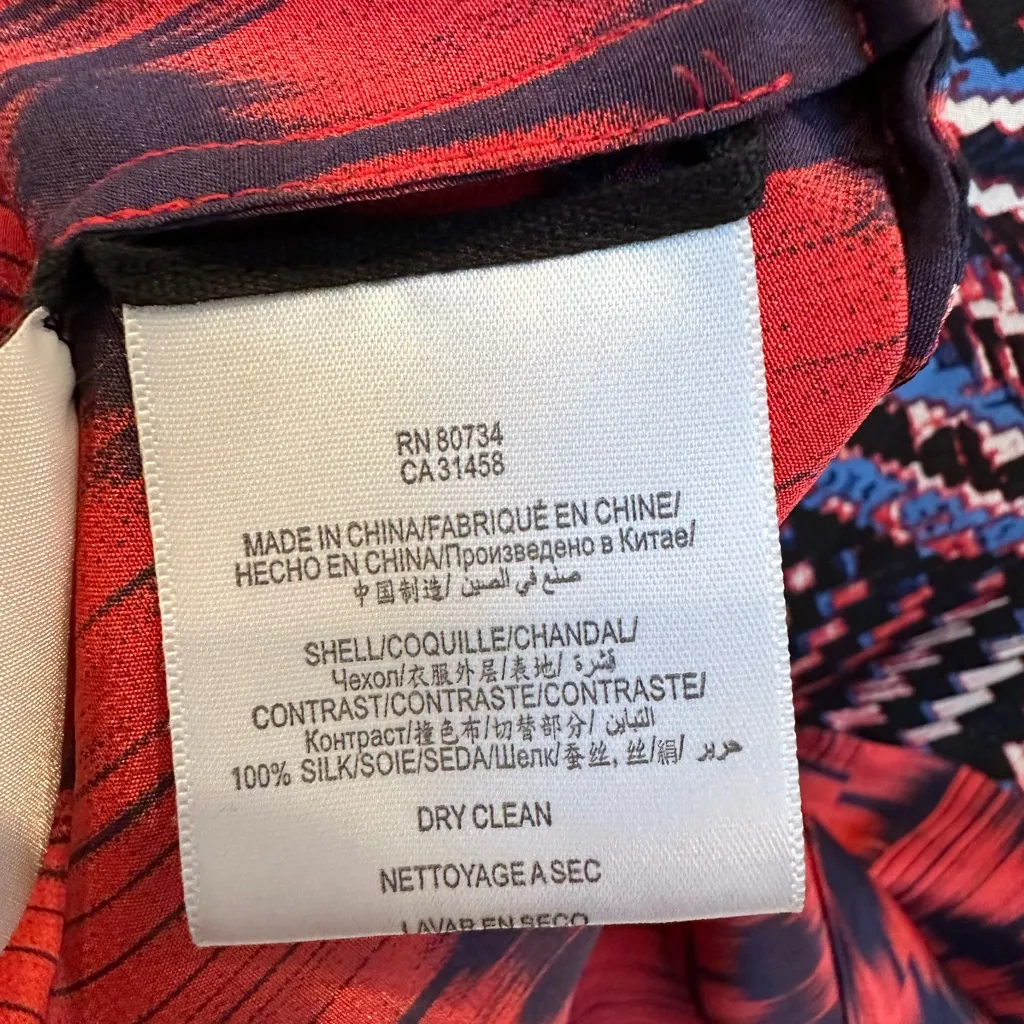 RN 80734
CA 31458
MADE IN CHINA/FABRIQUÉ EN CHINE/
HECHO EN CHINA/Произведено в Китае/
中国制造/ صنع في الصين
SHELL/COQUILLE/CHANDAL/
Чехол/衣服外层/表地/ قشرة
CONTRAST/CONTRASTE/CONTRASTE/
Контраст/撞色布/切替部分/ التباين
100% SILK/SOIE/SEDA/Шелк/蚕丝, 丝/絹/ حرير
DRY CLEAN
NETTOYAGE A SEC
LAVAR EN SECO